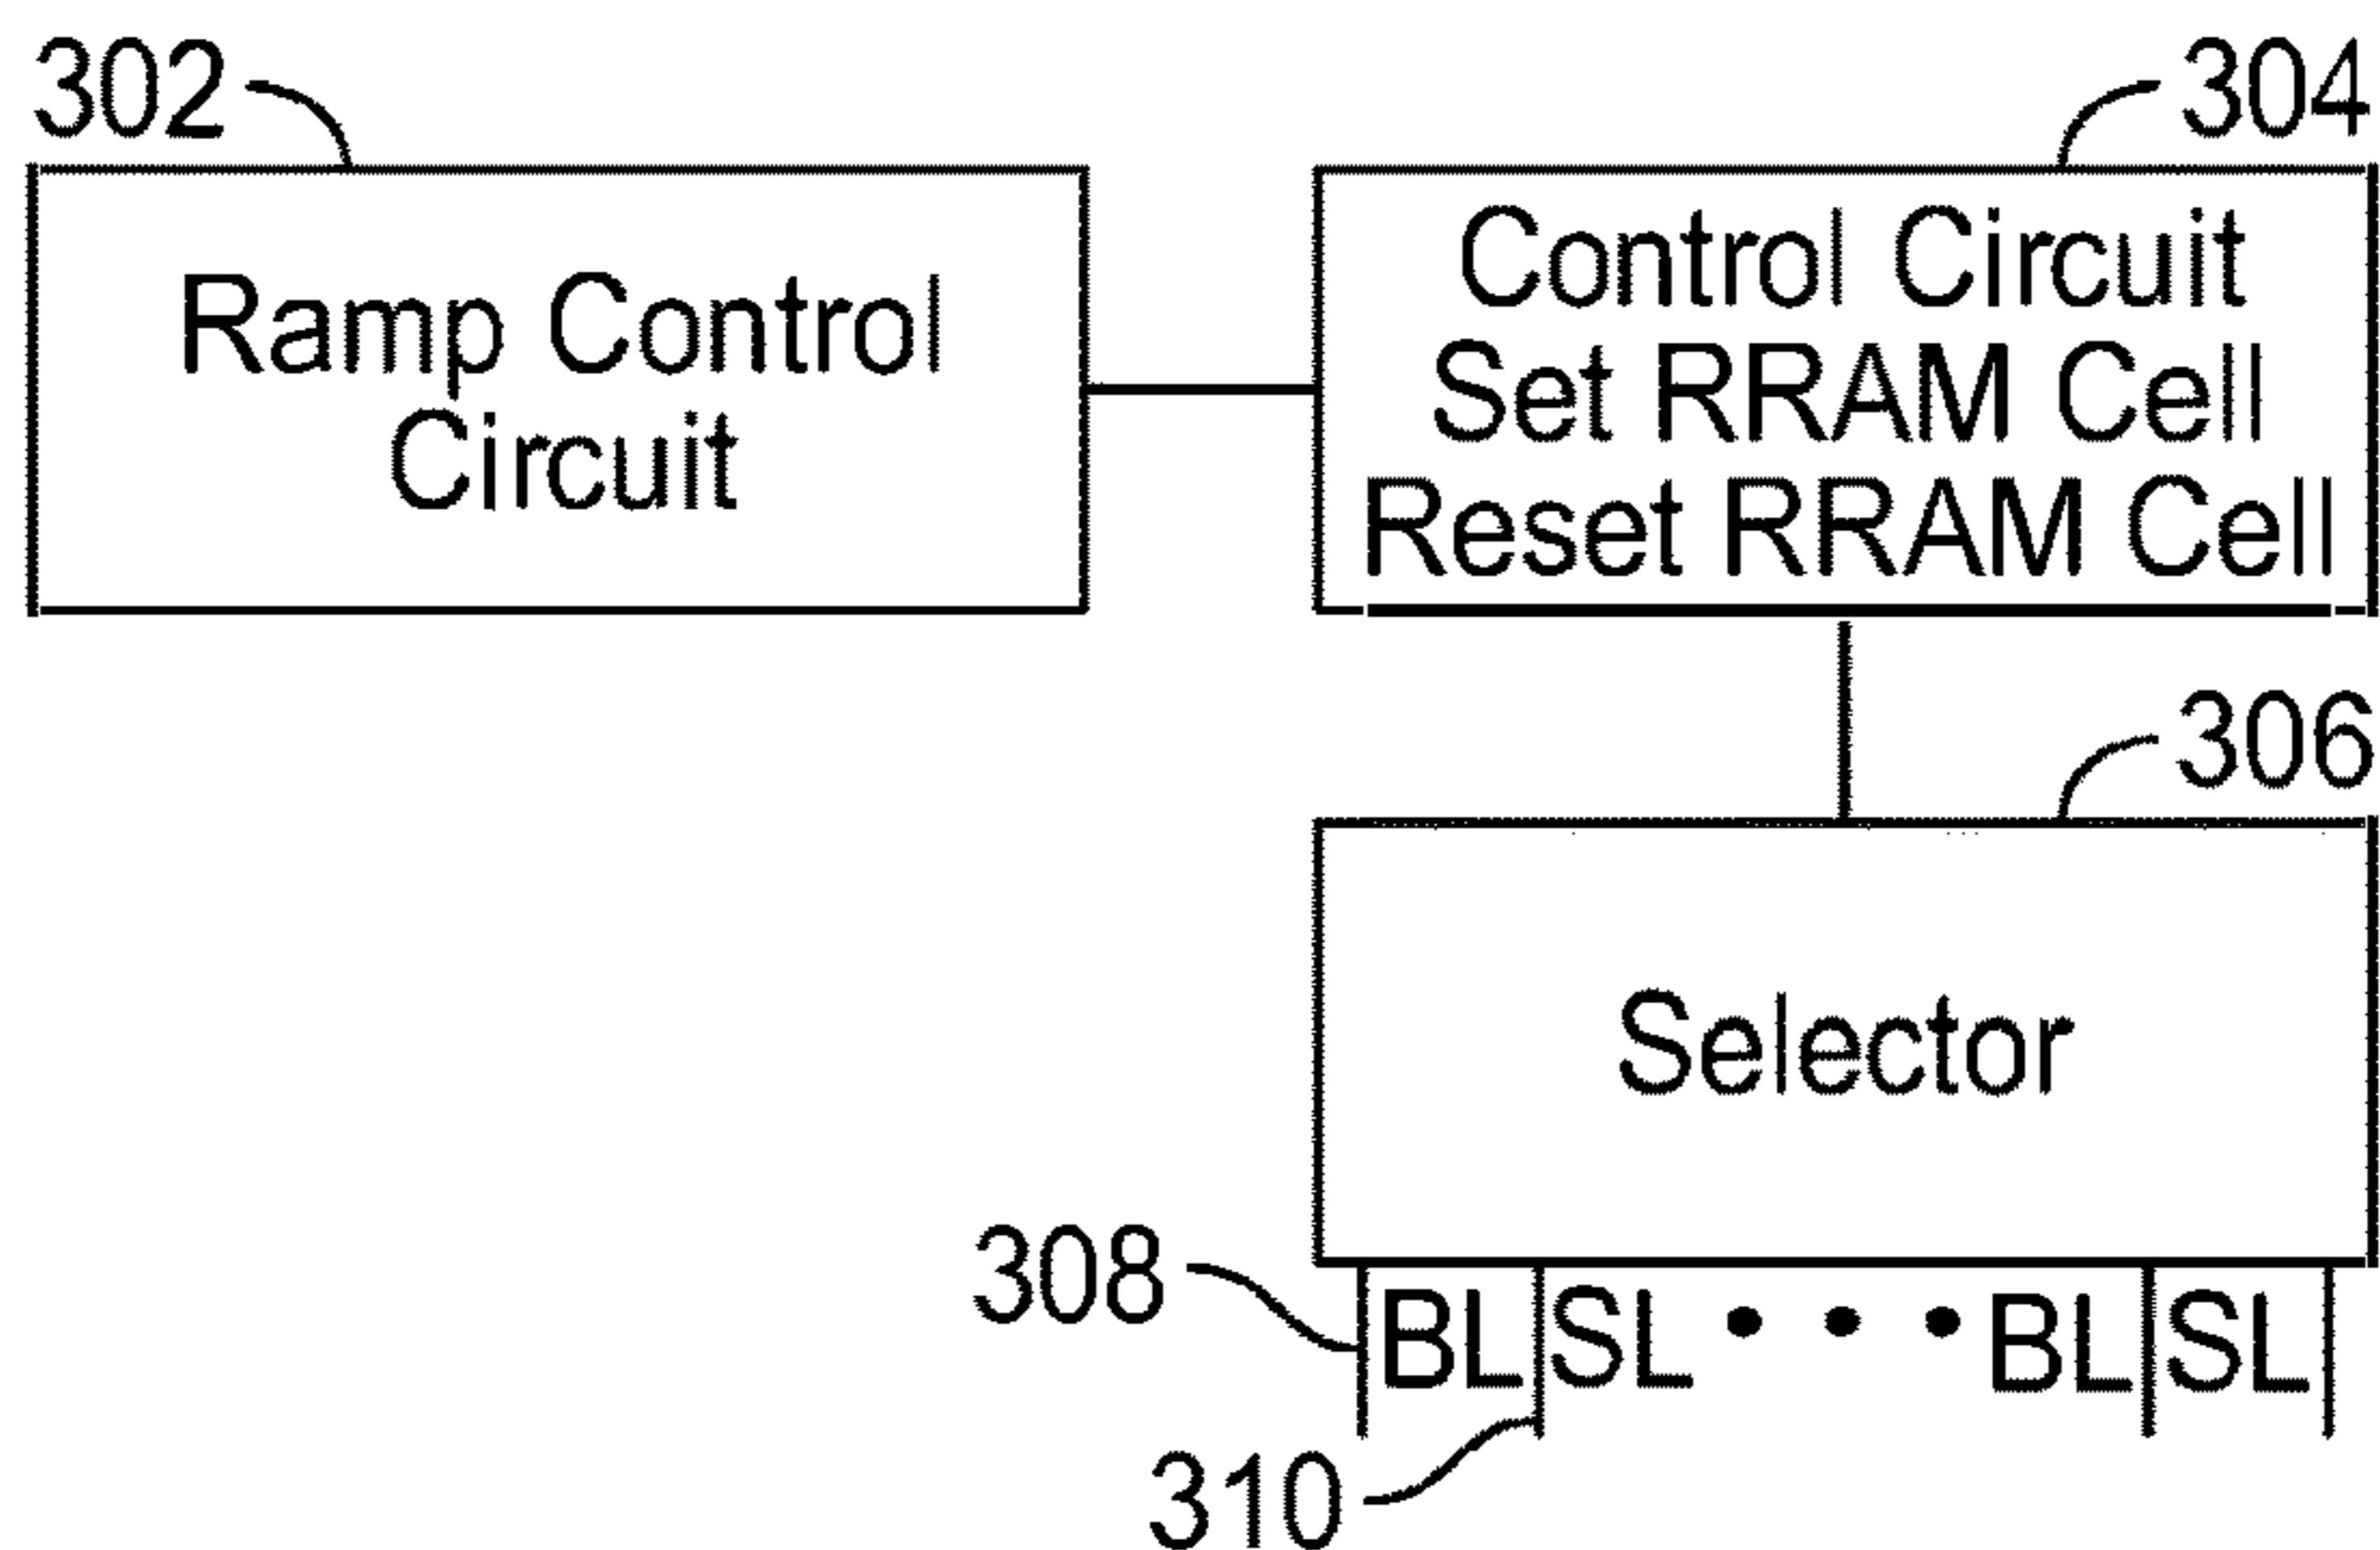 302
304
Ramp Control
Circuit
Control Circuit
Set RRAM Cell
Reset RRAM Cell
306
Selector
308
BL SL • • • BL SL
310